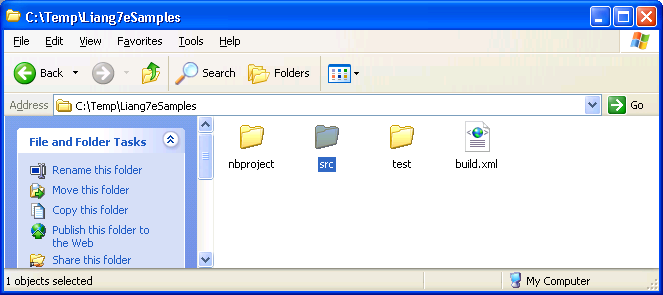 C:\Temp\Liang7eSamples
File Edit View Favorites Tools Help
Back Search Folders
Address C:\Temp\Liang7eSamples Go
File and Folder Tasks
Rename this folder
Move this folder
Copy this folder
Publish this folder to
the Web
Share this folder
nbproject src test build.xml
1 objects selected My Computer